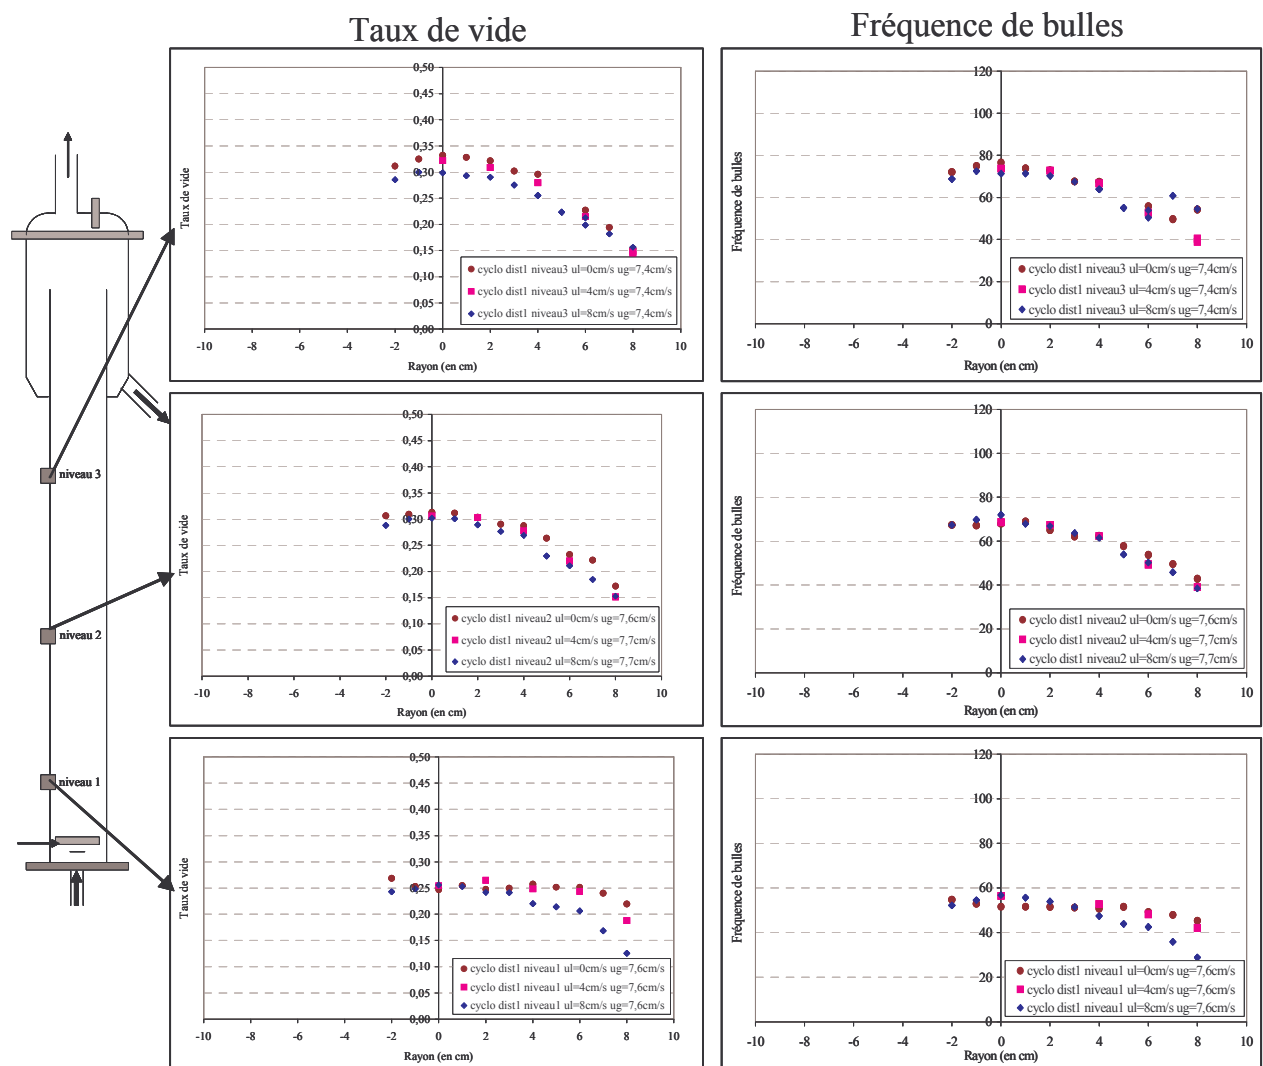 Taux de vide
Fréquence de bulles
0,50
0,45
0,40
0,35
0,30
0,25
0,20
0,15
0,10
0,05
0,00
Taux de vide
cyclo dist1 niveau3 ul=0cm/s ug=7,4cm/s
cyclo dist1 niveau3 ul=4cm/s ug=7,4cm/s
cyclo dist1 niveau3 ul=8cm/s ug=7,4cm/s
-10 -8 -6 -4 -2 0 2 4 6 8 10
Rayon (en cm)
120
100
80
60
40
20
0
Fréquence de bulles
cyclo dist1 niveau3 ul=0cm/s ug=7,4cm/s
cyclo dist1 niveau3 ul=4cm/s ug=7,4cm/s
cyclo dist1 niveau3 ul=8cm/s ug=7,4cm/s
-10 -8 -6 -4 -2 0 2 4 6 8 10
Rayon (en cm)
niveau 3
niveau 2
niveau 1
0,50
0,45
0,40
0,35
0,30
0,25
0,20
0,15
0,10
0,05
0,00
Taux de vide
cyclo dist1 niveau2 ul=0cm/s ug=7,6cm/s
cyclo dist1 niveau2 ul=4cm/s ug=7,7cm/s
cyclo dist1 niveau2 ul=8cm/s ug=7,7cm/s
-10 -8 -6 -4 -2 0 2 4 6 8 10
Rayon (en cm)
120
100
80
60
40
20
0
Fréquence de bulles
cyclo dist1 niveau2 ul=0cm/s ug=7,6cm/s
cyclo dist1 niveau2 ul=4cm/s ug=7,7cm/s
cyclo dist1 niveau2 ul=8cm/s ug=7,7cm/s
-10 -8 -6 -4 -2 0 2 4 6 8 10
Rayon (en cm)
0,50
0,45
0,40
0,35
0,30
0,25
0,20
0,15
0,10
0,05
0,00
Taux de vide
cyclo dist1 niveau1 ul=0cm/s ug=7,6cm/s
cyclo dist1 niveau1 ul=4cm/s ug=7,6cm/s
cyclo dist1 niveau1 ul=8cm/s ug=7,6cm/s
-10 -8 -6 -4 -2 0 2 4 6 8 10
Rayon (en cm)
120
100
80
60
40
20
0
Fréquence de bulles
cyclo dist1 niveau1 ul=0cm/s ug=7,6cm/s
cyclo dist1 niveau1 ul=4cm/s ug=7,6cm/s
cyclo dist1 niveau1 ul=8cm/s ug=7,6cm/s
-10 -8 -6 -4 -2 0 2 4 6 8 10
Rayon (en cm)